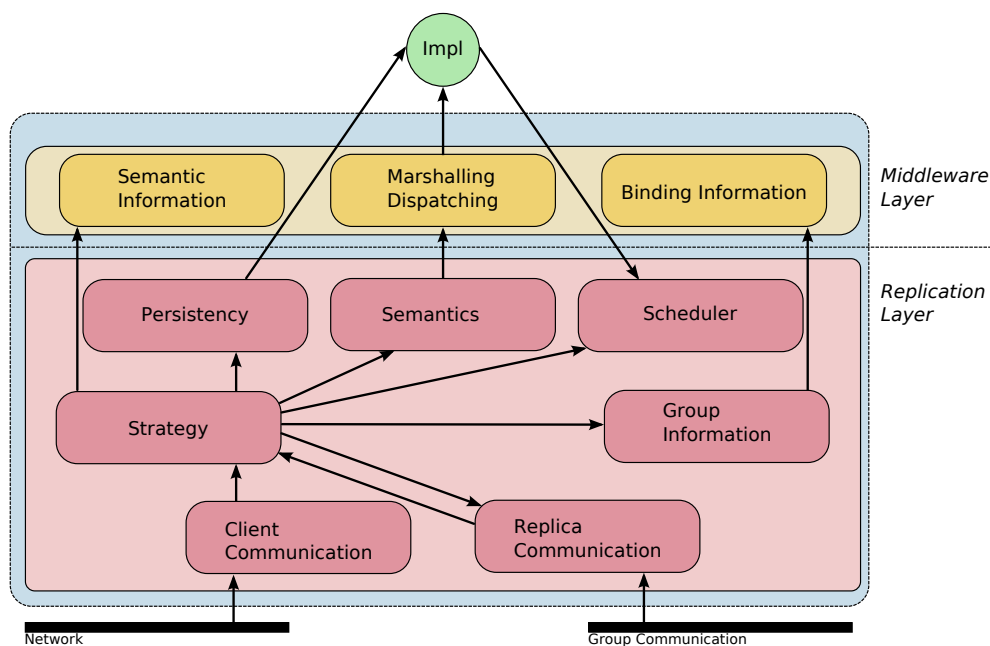 Impl
Semantic
Information
Marshalling
Dispatching
Binding Information
Middleware
Layer
Persistency
Semantics
Scheduler
Replication
Layer
Strategy
Group
Information
Client
Communication
Replica
Communication
Network
Group Communication